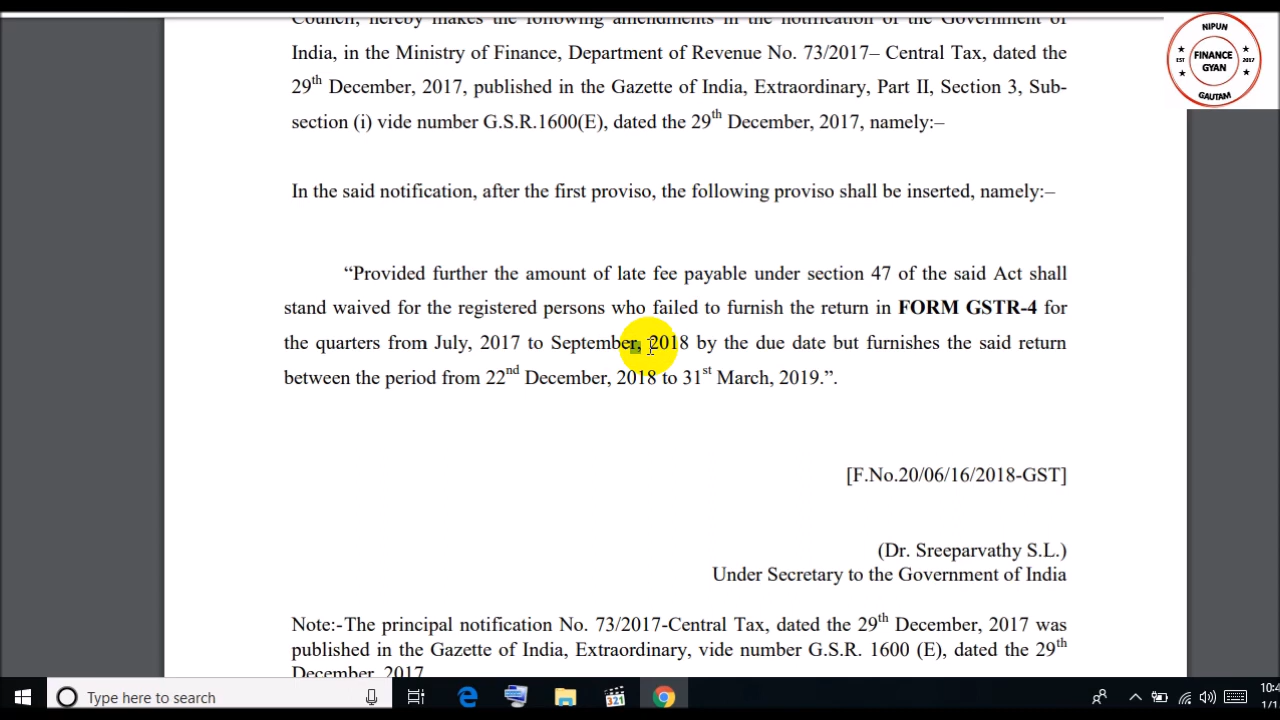 Council, hereby makes the following amendments in the notification of the Government of
India, in the Ministry of Finance, Department of Revenue No. 73/2017– Central Tax, dated the
29th December, 2017, published in the Gazette of India, Extraordinary, Part II, Section 3, Sub-
section (i) vide number G.S.R.1600(E), dated the 29th December, 2017, namely:–
In the said notification, after the first proviso, the following proviso shall be inserted, namely:–
“Provided further the amount of late fee payable under section 47 of the said Act shall
stand waived for the registered persons who failed to furnish the return in FORM GSTR-4 for
the quarters from July, 2017 to September, 2018 by the due date but furnishes the said return
between the period from 22nd December, 2018 to 31st March, 2019.”.
[F.No.20/06/16/2018-GST]
(Dr. Sreeparvathy S.L.)
Under Secretary to the Government of India
Note:-The principal notification No. 73/2017-Central Tax, dated the 29th December, 2017 was
published in the Gazette of India, Extraordinary, vide number G.S.R. 1600 (E), dated the 29th
December, 2017
NIPUN
EST FINANCE 2017
GYAN
GAUTAM
Type here to search
321
10:4
1/1